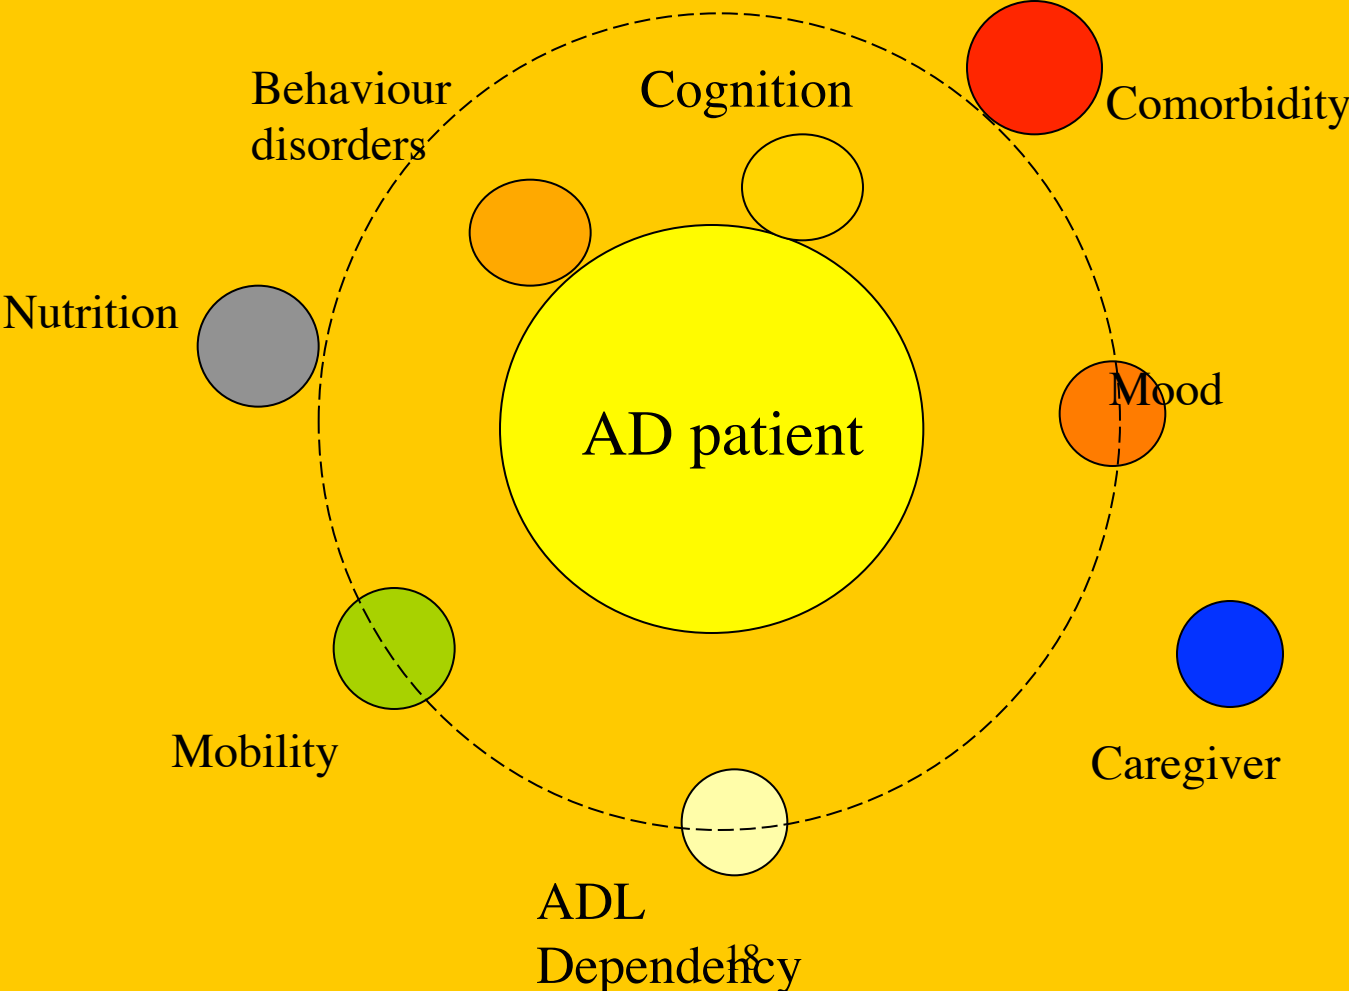 Behaviour
disorders
Cognition
Comorbidity
Nutrition
Mood
AD patient
Mobility
Caregiver
ADL
Dependency
18